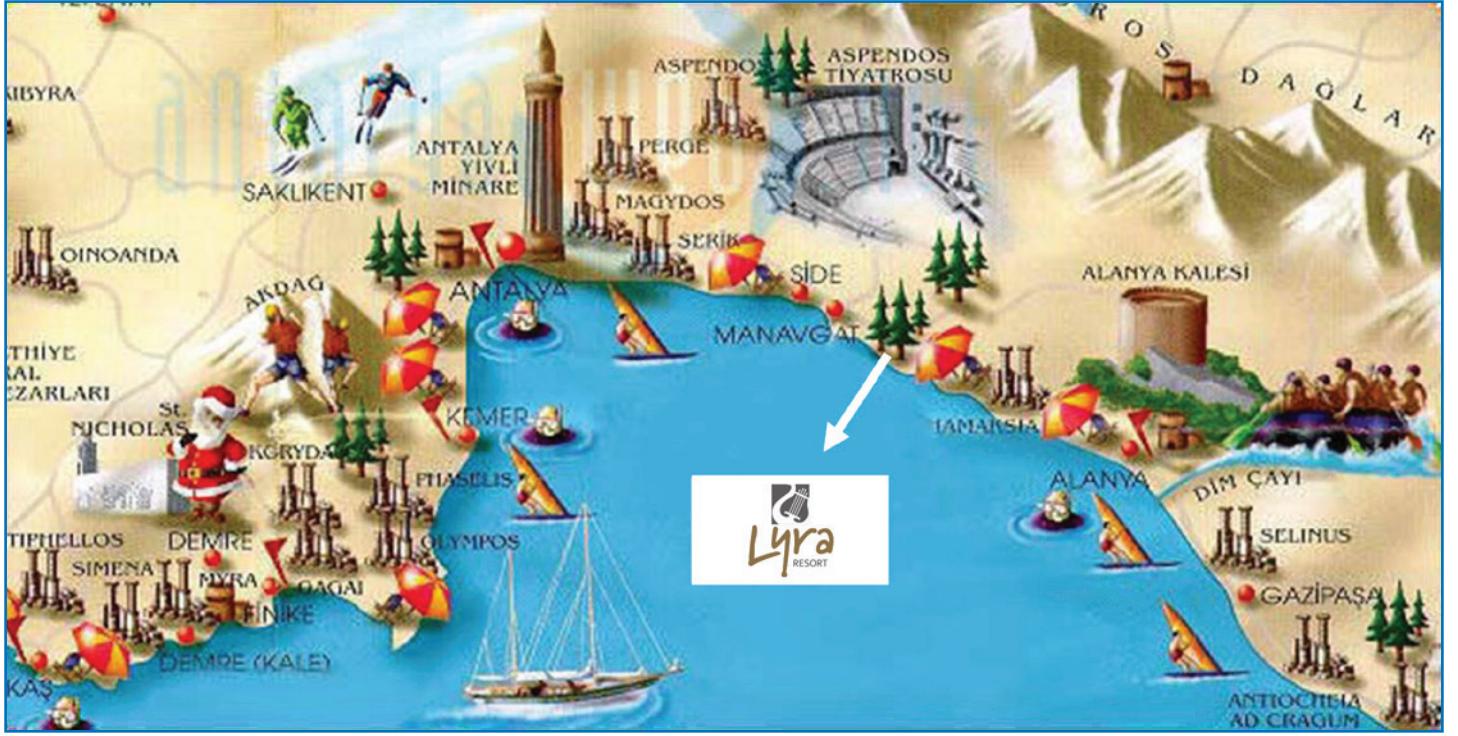 KIBYRA
ROS DAĞLAR
ASPENDOS
ASPENDOS
TİYATROSU
ANTALYA
YİVLİ
MİNARE
PERGE
SAKLIKENT
MAGYDOS
SERİK
OINOANDA
ALANYA KALESİ
SİDE
AKDAĞ
ANTALYA
MANAVGAT
THİYE
EZARLARI
St.
NICHOLAS
KEMER
KORYDA
HAMAKSIA
PHASELIS
ALANYA
DİM ÇAYI
Lyra
RESORT
TIPHELLOS
DEMRE
OLYMPOS
SELINUS
SIMENA
MYRA
GAGAI
GAZİPAŞA
FİNİKE
DEMRE (KALE)
KAŞ
ANTIOCHEIA
AD CRAGUM